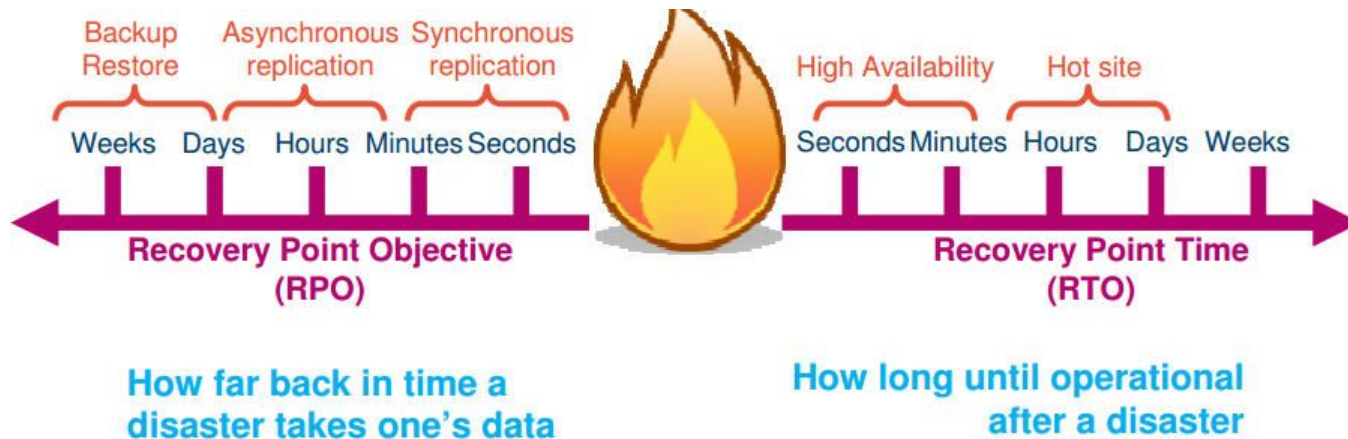 Backup
Restore
Asynchronous
replication
Synchronous
replication
High Availability
Hot site
Weeks Days Hours Minutes Seconds
Seconds Minutes Hours Days Weeks
Recovery Point Objective
(RPO)
Recovery Point Time
(RTO)
How far back in time a
disaster takes one's data
How long until operational
after a disaster